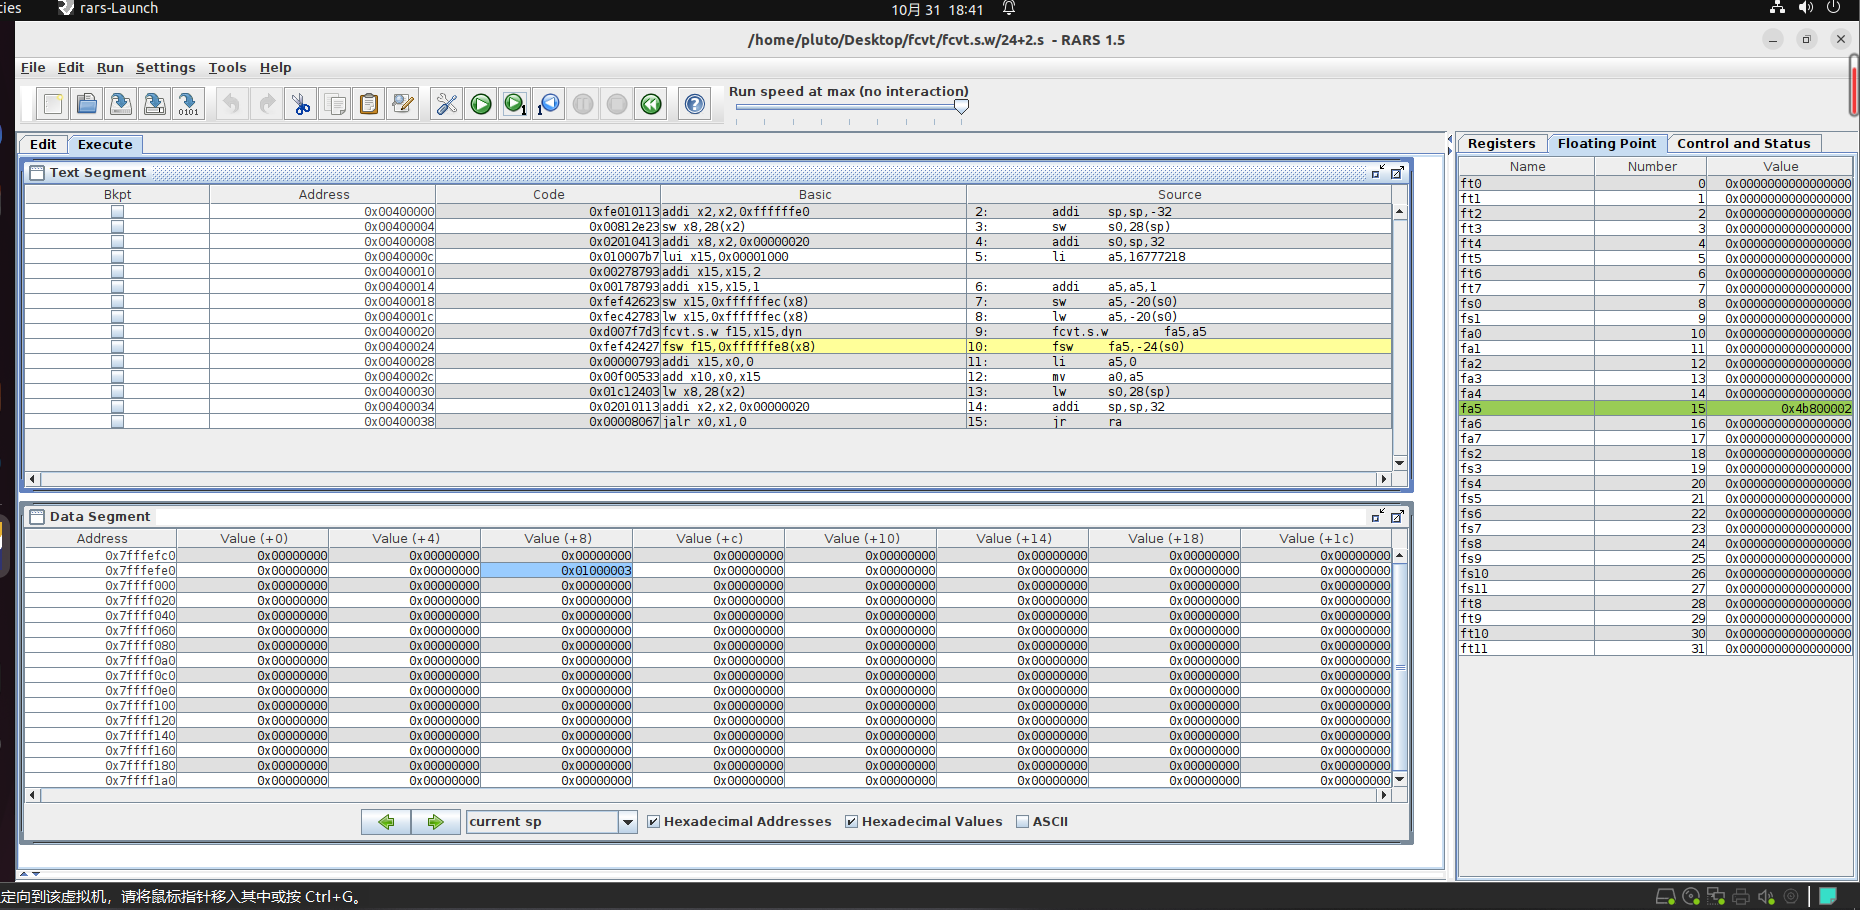 ties rars-Launch 10月 31 18:41
/home/pluto/Desktop/fcvt/fcvt.s.w/24+2.s - RARS 1.5
File Edit Run Settings Tools Help
Run speed at max (no interaction)
Edit Execute
Text Segment
Bkpt Address Code Basic Source
0x00400000 0xfe010113 addi x2,x2,0xffffffe0 2: addi sp,sp,-32
0x00400004 0x00812e23 sw x8,28(x2) 3: sw s0,28(sp)
0x00400008 0x02010413 addi x8,x2,0x00000020 4: addi s0,sp,32
0x0040000c 0x010007b7 lui x15,0x00001000 5: li a5,16777218
0x00400010 0x00278793 addi x15,x15,2
0x00400014 0x00178793 addi x15,x15,1 6: addi a5,a5,1
0x00400018 0xfef42623 sw x15,0xffffffec(x8) 7: sw a5,-20(s0)
0x0040001c 0xfec42783 lw x15,0xffffffec(x8) 8: lw a5,-20(s0)
0x00400020 0xd007f7d3 fcvt.s.w f15,x15,dyn 9: fcvt.s.w fa5,a5
0x00400024 0xfef42427 fsw f15,0xffffffe8(x8) 10: fsw fa5,-24(s0)
0x00400028 0x00000793 addi x15,x0,0 11: li a5,0
0x0040002c 0x00f00533 add x10,x0,x15 12: mv a0,a5
0x00400030 0x01c12403 lw x8,28(x2) 13: lw s0,28(sp)
0x00400034 0x02010113 addi x2,x2,0x00000020 14: addi sp,sp,32
0x00400038 0x00008067 jalr x0,x1,0 15: jr ra
Data Segment
Address Value (+0) Value (+4) Value (+8) Value (+c) Value (+10) Value (+14) Value (+18) Value (+1c)
0x7fffefc0 0x00000000 0x00000000 0x00000000 0x00000000 0x00000000 0x00000000 0x00000000 0x00000000
0x7fffefe0 0x00000000 0x00000000 0x01000003 0x00000000 0x00000000 0x00000000 0x00000000 0x00000000
0x7ffff000 0x00000000 0x00000000 0x00000000 0x00000000 0x00000000 0x00000000 0x00000000 0x00000000
0x7ffff020 0x00000000 0x00000000 0x00000000 0x00000000 0x00000000 0x00000000 0x00000000 0x00000000
0x7ffff040 0x00000000 0x00000000 0x00000000 0x00000000 0x00000000 0x00000000 0x00000000 0x00000000
0x7ffff060 0x00000000 0x00000000 0x00000000 0x00000000 0x00000000 0x00000000 0x00000000 0x00000000
0x7ffff080 0x00000000 0x00000000 0x00000000 0x00000000 0x00000000 0x00000000 0x00000000 0x00000000
0x7ffff0a0 0x00000000 0x00000000 0x00000000 0x00000000 0x00000000 0x00000000 0x00000000 0x00000000
0x7ffff0c0 0x00000000 0x00000000 0x00000000 0x00000000 0x00000000 0x00000000 0x00000000 0x00000000
0x7ffff0e0 0x00000000 0x00000000 0x00000000 0x00000000 0x00000000 0x00000000 0x00000000 0x00000000
0x7ffff100 0x00000000 0x00000000 0x00000000 0x00000000 0x00000000 0x00000000 0x00000000 0x00000000
0x7ffff120 0x00000000 0x00000000 0x00000000 0x00000000 0x00000000 0x00000000 0x00000000 0x00000000
0x7ffff140 0x00000000 0x00000000 0x00000000 0x00000000 0x00000000 0x00000000 0x00000000 0x00000000
0x7ffff160 0x00000000 0x00000000 0x00000000 0x00000000 0x00000000 0x00000000 0x00000000 0x00000000
0x7ffff180 0x00000000 0x00000000 0x00000000 0x00000000 0x00000000 0x00000000 0x00000000 0x00000000
0x7ffff1a0 0x00000000 0x00000000 0x00000000 0x00000000 0x00000000 0x00000000 0x00000000 0x00000000
current sp Hexadecimal Addresses Hexadecimal Values ASCII
Registers Floating Point Control and Status
Name Number Value
ft0 0 0x0000000000000000
ft1 1 0x0000000000000000
ft2 2 0x0000000000000000
ft3 3 0x0000000000000000
ft4 4 0x0000000000000000
ft5 5 0x0000000000000000
ft6 6 0x0000000000000000
ft7 7 0x0000000000000000
fs0 8 0x0000000000000000
fs1 9 0x0000000000000000
fa0 10 0x0000000000000000
fa1 11 0x0000000000000000
fa2 12 0x0000000000000000
fa3 13 0x0000000000000000
fa4 14 0x0000000000000000
fa5 15 0x4b800002
fa6 16 0x0000000000000000
fa7 17 0x0000000000000000
fs2 18 0x0000000000000000
fs3 19 0x0000000000000000
fs4 20 0x0000000000000000
fs5 21 0x0000000000000000
fs6 22 0x0000000000000000
fs7 23 0x0000000000000000
fs8 24 0x0000000000000000
fs9 25 0x0000000000000000
fs10 26 0x0000000000000000
fs11 27 0x0000000000000000
ft8 28 0x0000000000000000
ft9 29 0x0000000000000000
ft10 30 0x0000000000000000
ft11 31 0x0000000000000000
定向到该虚拟机，请将鼠标指针移入其中或按 Ctrl+G。